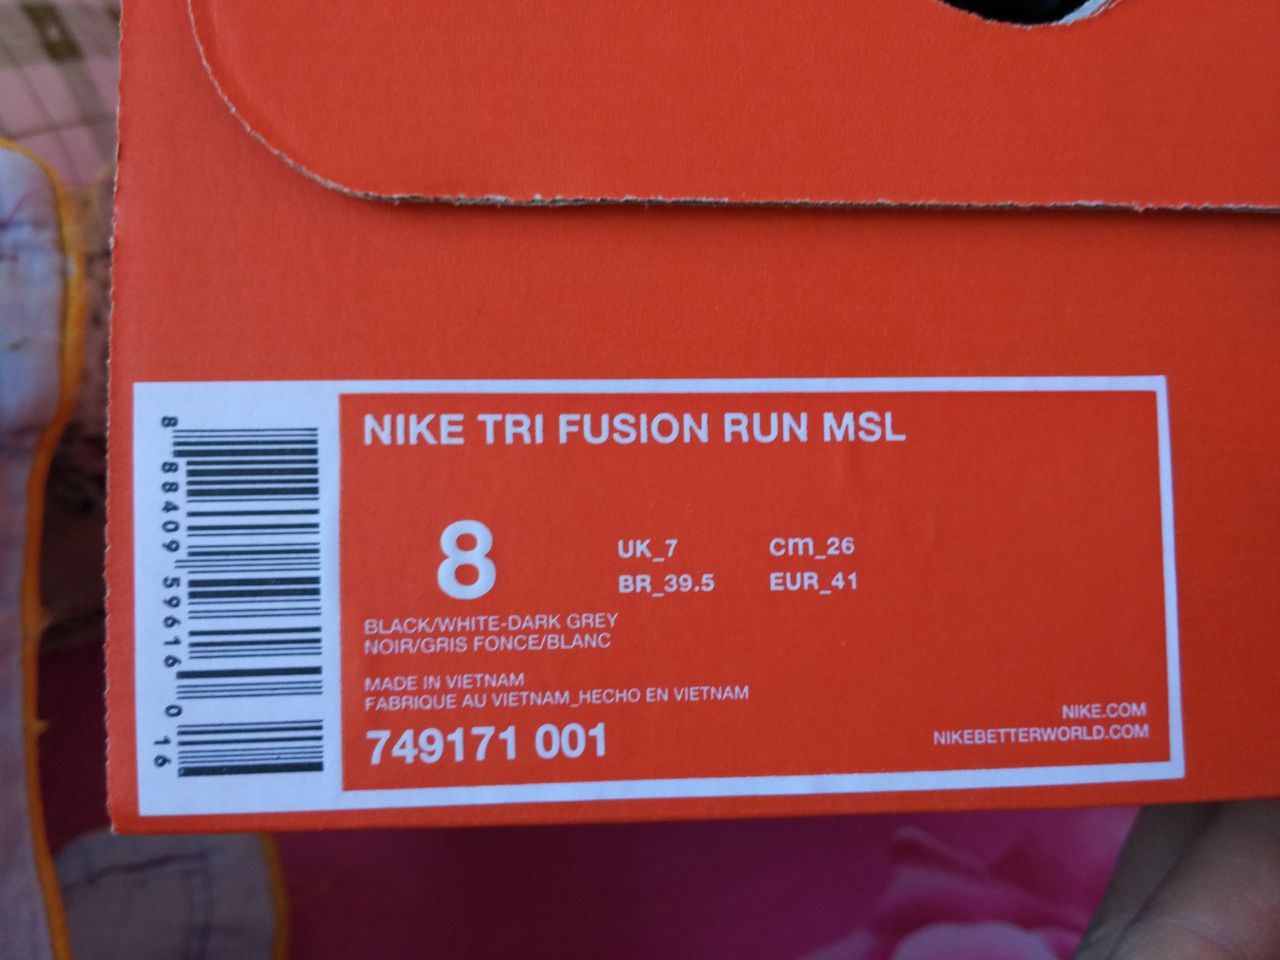 NIKE TRI FUSION RUN MSL
8
UK_7 cm_26
BR_39.5 EUR_41
BLACK/WHITE-DARK GREY
NOIR/GRIS FONCE/BLANC
MADE IN VIETNAM
FABRIQUE AU VIETNAM_HECHO EN VIETNAM
749171 001
NIKE.COM
NIKEBETTERWORLD.COM
8 88409 59616 0 16